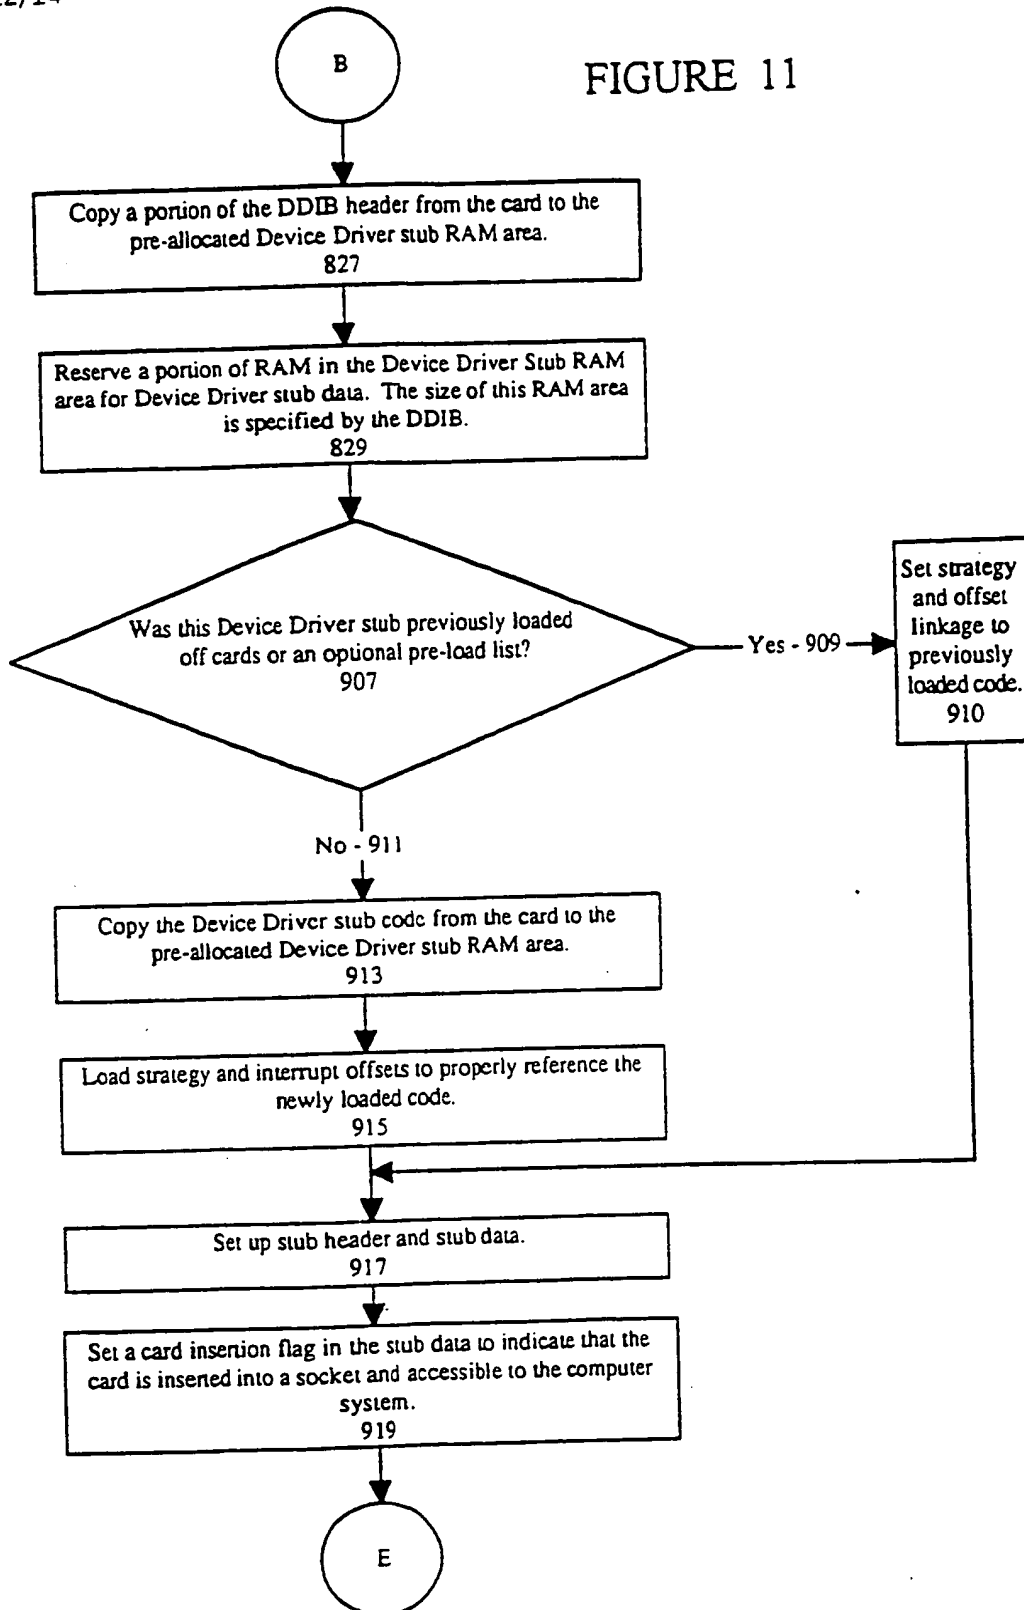 B
FIGURE 11
Copy a portion of the DDIB header from the card to the
pre-allocated Device Driver stub RAM area.
827
Reserve a portion of RAM in the Device Driver Stub RAM
area for Device Driver stub data. The size of this RAM area
is specified by the DDIB.
829
Was this Device Driver stub previously loaded
off cards or an optional pre-load list?
907
Yes - 909
Set strategy
and offset
linkage to
previously
loaded code.
910
No - 911
Copy the Device Driver stub code from the card to the
pre-allocated Device Driver stub RAM area.
913
Load strategy and interrupt offsets to properly reference the
newly loaded code.
915
Set up stub header and stub data.
917
Set a card insertion flag in the stub data to indicate that the
card is inserted into a socket and accessible to the computer
system.
919
E